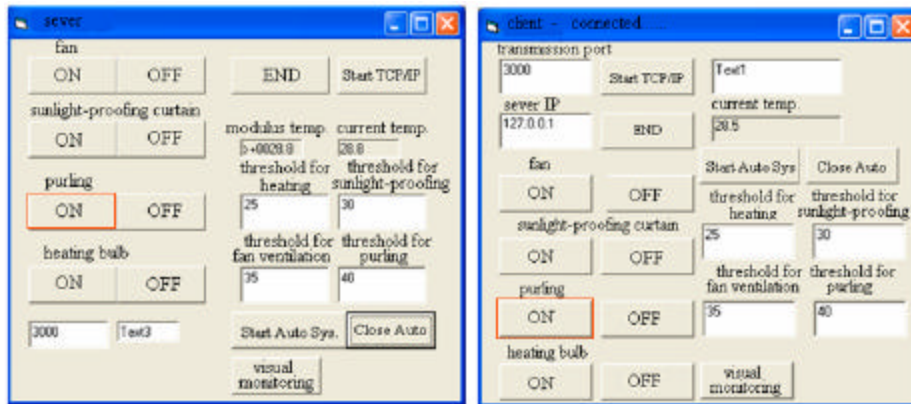 sever
fan
ON OFF END Start TCP/IP
sunlight-proofing curtain
ON OFF
modulus temp. current temp.
>+0028.8 28.8
threshold for heating
threshold for sunlight-proofing
purling
ON OFF 25 30
threshold for fan ventilation
threshold for purling
heating bulb
ON OFF 35 40
3000 Text3 Start Auto Sys. Close Auto
visual monitoring
client - connected ...
transmission port
3000 Start TCP/IP Text1
sever IP current temp.
127.0.0.1 END 28.5
fan Start Auto Sys Close Auto
ON OFF
threshold for heating
threshold for sunlight-proofing
sunlight-proofing curtain
25 30
ON OFF
threshold for fan ventilation
threshold for purling
purling
35 40
ON OFF
heating bulb
ON OFF
visual monitoring